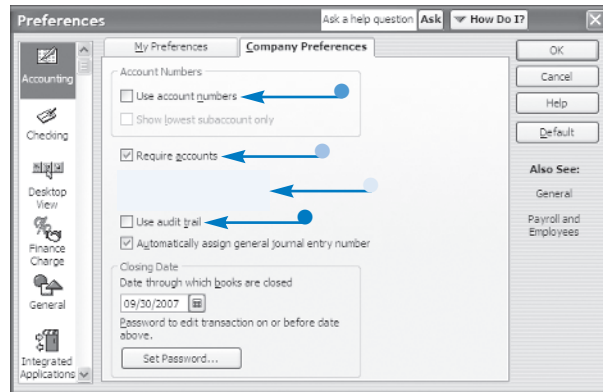 Preferences
Ask a help question Ask How Do I?
My Preferences Company Preferences
Accounting
Checking
Desktop
View
Finance
Charge
General
Integrated
Applications
Account Numbers
Use account numbers
Show lowest subaccount only
Require accounts
Use audit trail
Automatically assign general journal entry number
Closing Date
Date through which books are closed
09/30/2007
Password to edit transaction on or before date
above.
Set Password...
OK
Cancel
Help
Default
Also See:
General
Payroll and
Employees